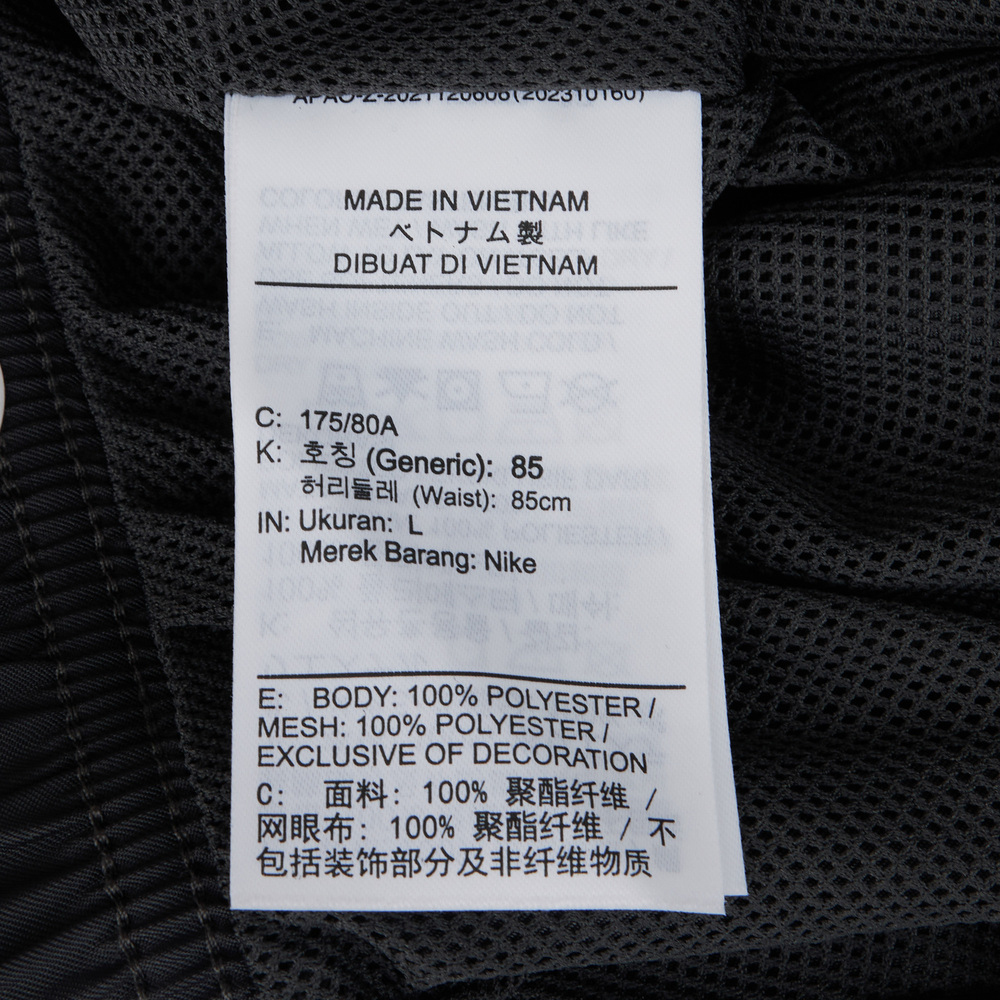 APAC-Z-2021120808(202310160)
MADE IN VIETNAM
ベトナム製
DIBUAT DI VIETNAM
C: 175/80A
K: 호칭 (Generic): 85
허리둘레 (Waist): 85cm
IN: Ukuran: L
Merek Barang: Nike
E: BODY: 100% POLYESTER /
MESH: 100% POLYESTER /
EXCLUSIVE OF DECORATION
C: 面料: 100% 聚酯纤维 /
网眼布: 100% 聚酯纤维 / 不
包括装饰部分及非纤维物质